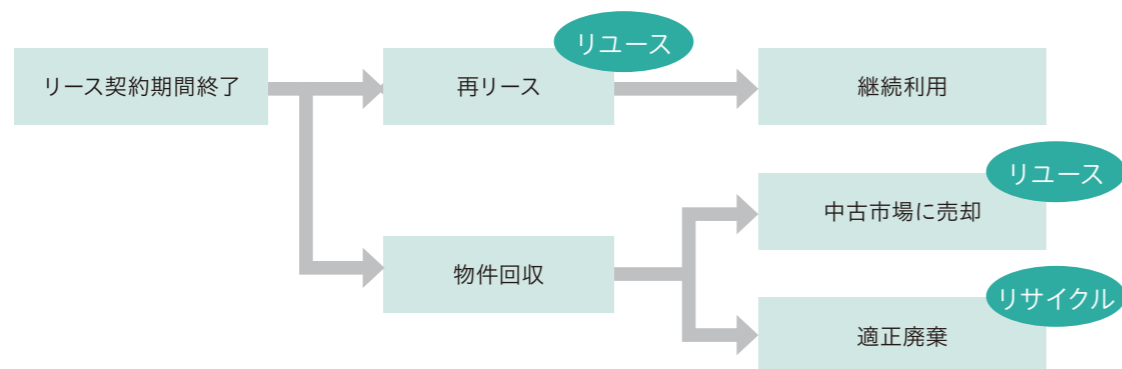 リース契約期間終了
再リース
リユース
継続利用
物件回収
中古市場に売却
リユース
適正廃棄
リサイクル